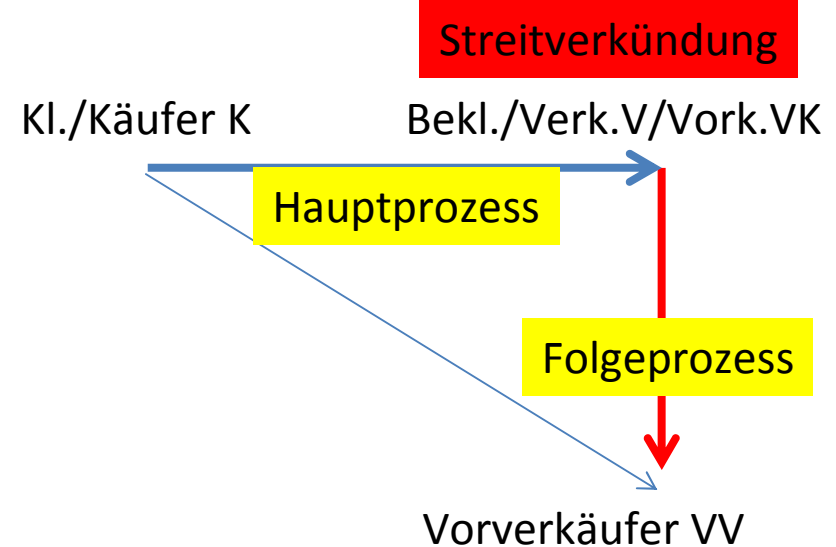 Streitverkündung
Kl./Käufer K
Bekl./Verk.V/Vork.VK
Hauptprozess
Folgeprozess
Vorverkäufer VV